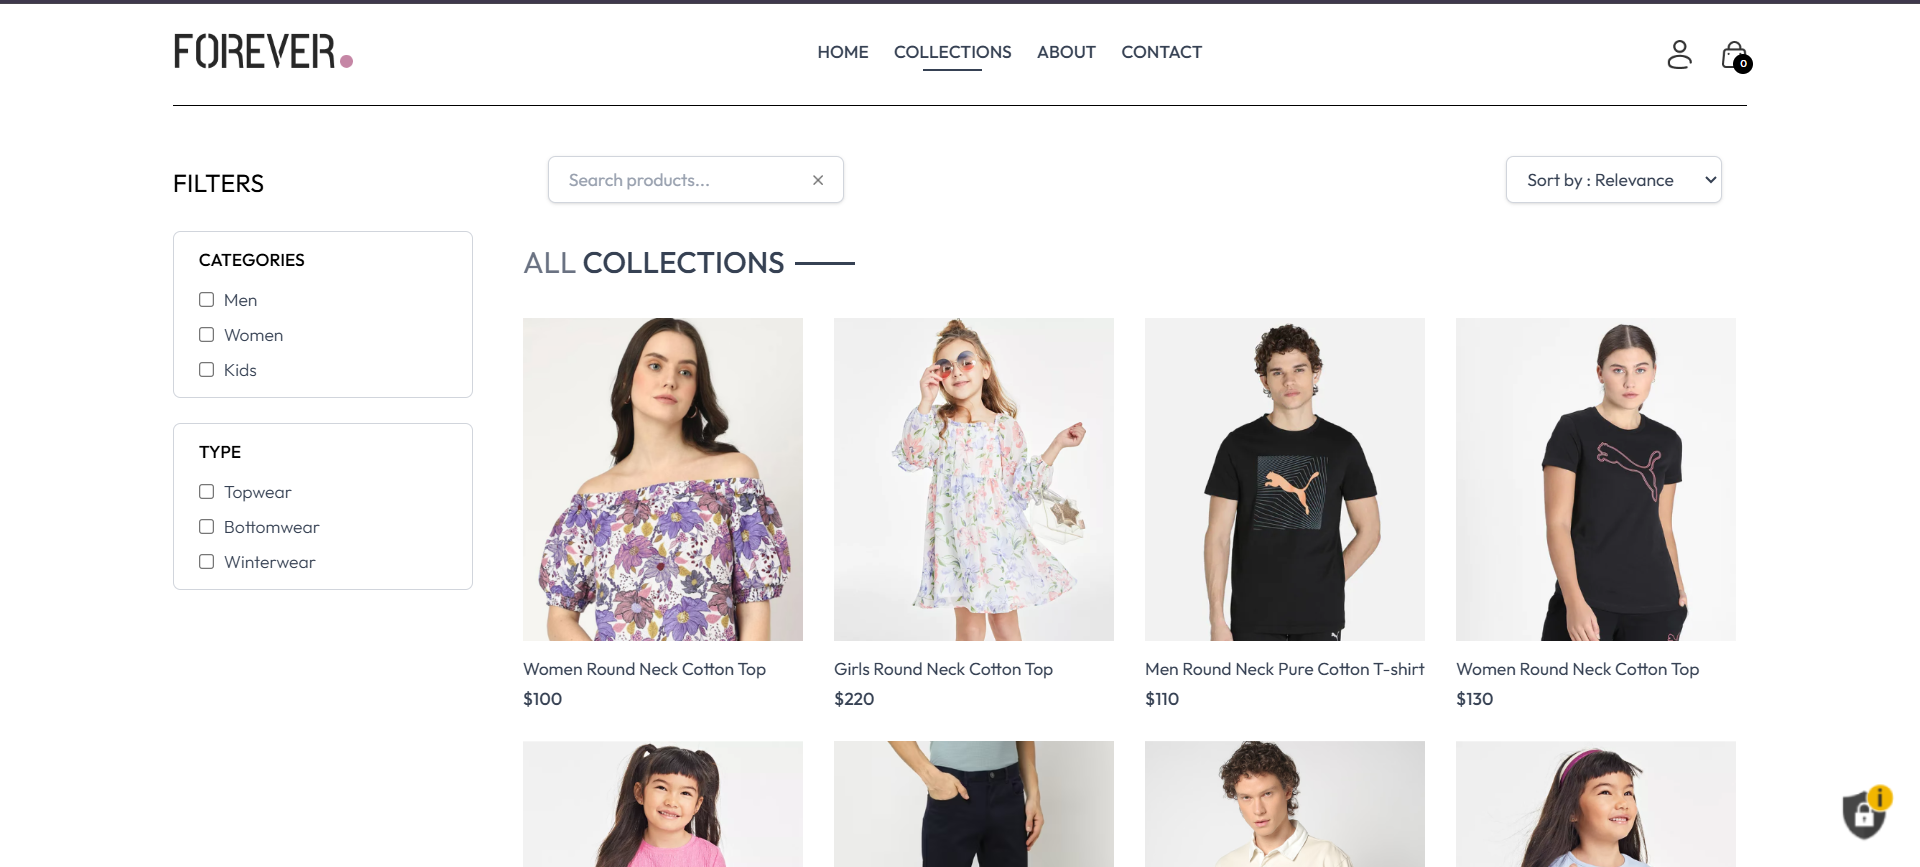 FOREVER.
HOME COLLECTIONS ABOUT CONTACT
0
FILTERS
Search products...
Sort by : Relevance
CATEGORIES
Men
Women
Kids
TYPE
Topwear
Bottomwear
Winterwear
ALL COLLECTIONS
Women Round Neck Cotton Top
$100
Girls Round Neck Cotton Top
$220
Men Round Neck Pure Cotton T-shirt
$110
Women Round Neck Cotton Top
$130
i